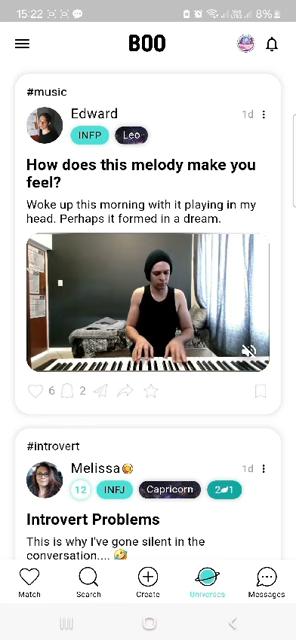 15:22
8%
BOO
#music
Edward
1d
INFP
Leo
How does this melody make you
feel?
Woke up this morning with it playing in my
head. Perhaps it formed in a dream.
6
2
#introvert
Melissa
1d
12
INFJ
Capricorn
2
1
Introvert Problems
This is why I've gone silent in the
conversation.... 🤣
Match
Search
Create
Universes
Messages